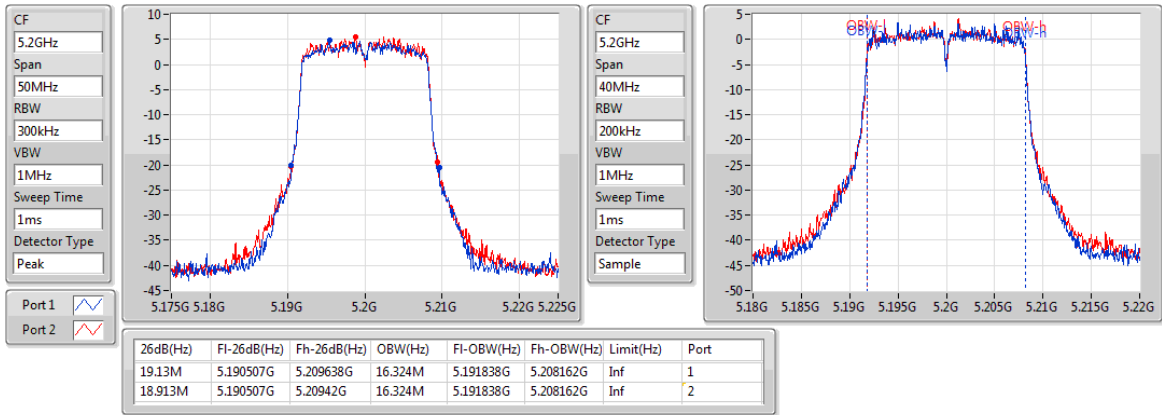 CF
5.2GHz
Span
50MHz
RBW
300kHz
VBW
1MHz
Sweep Time
1ms
Detector Type
Peak
Port 1
Port 2
10
5
0
-5
-10
-15
-20
-25
-30
-35
-40
-45
5.175G 5.18G 5.19G 5.2G 5.21G 5.22G 5.225G
CF
5.2GHz
Span
40MHz
RBW
200kHz
VBW
1MHz
Sweep Time
1ms
Detector Type
Sample
5
0
-5
-10
-15
-20
-25
-30
-35
-40
-45
-50
OBW-l OBW-h
OBW-l OBW-h
5.18G 5.185G 5.19G 5.195G 5.2G 5.205G 5.21G 5.215G 5.22G
26dB(Hz) Fl-26dB(Hz) Fh-26dB(Hz) OBW(Hz) Fl-OBW(Hz) Fh-OBW(Hz) Limit(Hz) Port
19.13M 5.190507G 5.209638G 16.324M 5.191838G 5.208162G Inf 1
18.913M 5.190507G 5.20942G 16.324M 5.191838G 5.208162G Inf 2